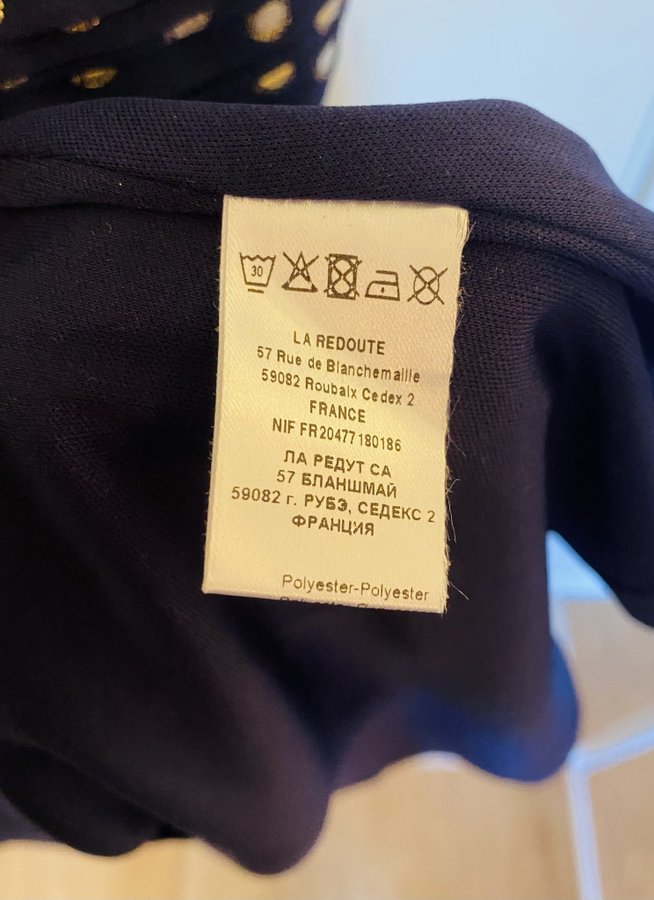 30
LA REDOUTE
57 Rue de Blanchemaille
59082 Roubaix Cedex 2
FRANCE
NIF FR20477180186
ЛА РЕДУТ СА
57 БЛАНШМАЙ
59082 г. РУБЭ, СЕДЕКС 2
ФРАНЦИЯ
Polyester-Polyester